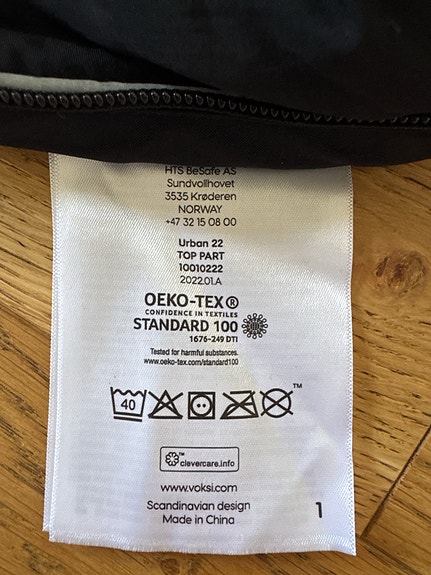 HTS BeSafe AS
Sundvollhovet
3535 Krøderen
NORWAY
+47 32 15 08 00
Urban 22
TOP PART
10010222
2022.01.A
OEKO-TEX®
CONFIDENCE IN TEXTILES
STANDARD 100
1676-249 DTI
Tested for harmful substances.
www.oeko-tex.com/standard100
40 ™
™ clevercare.info
www.voksi.com
Scandinavian design
Made in China
1